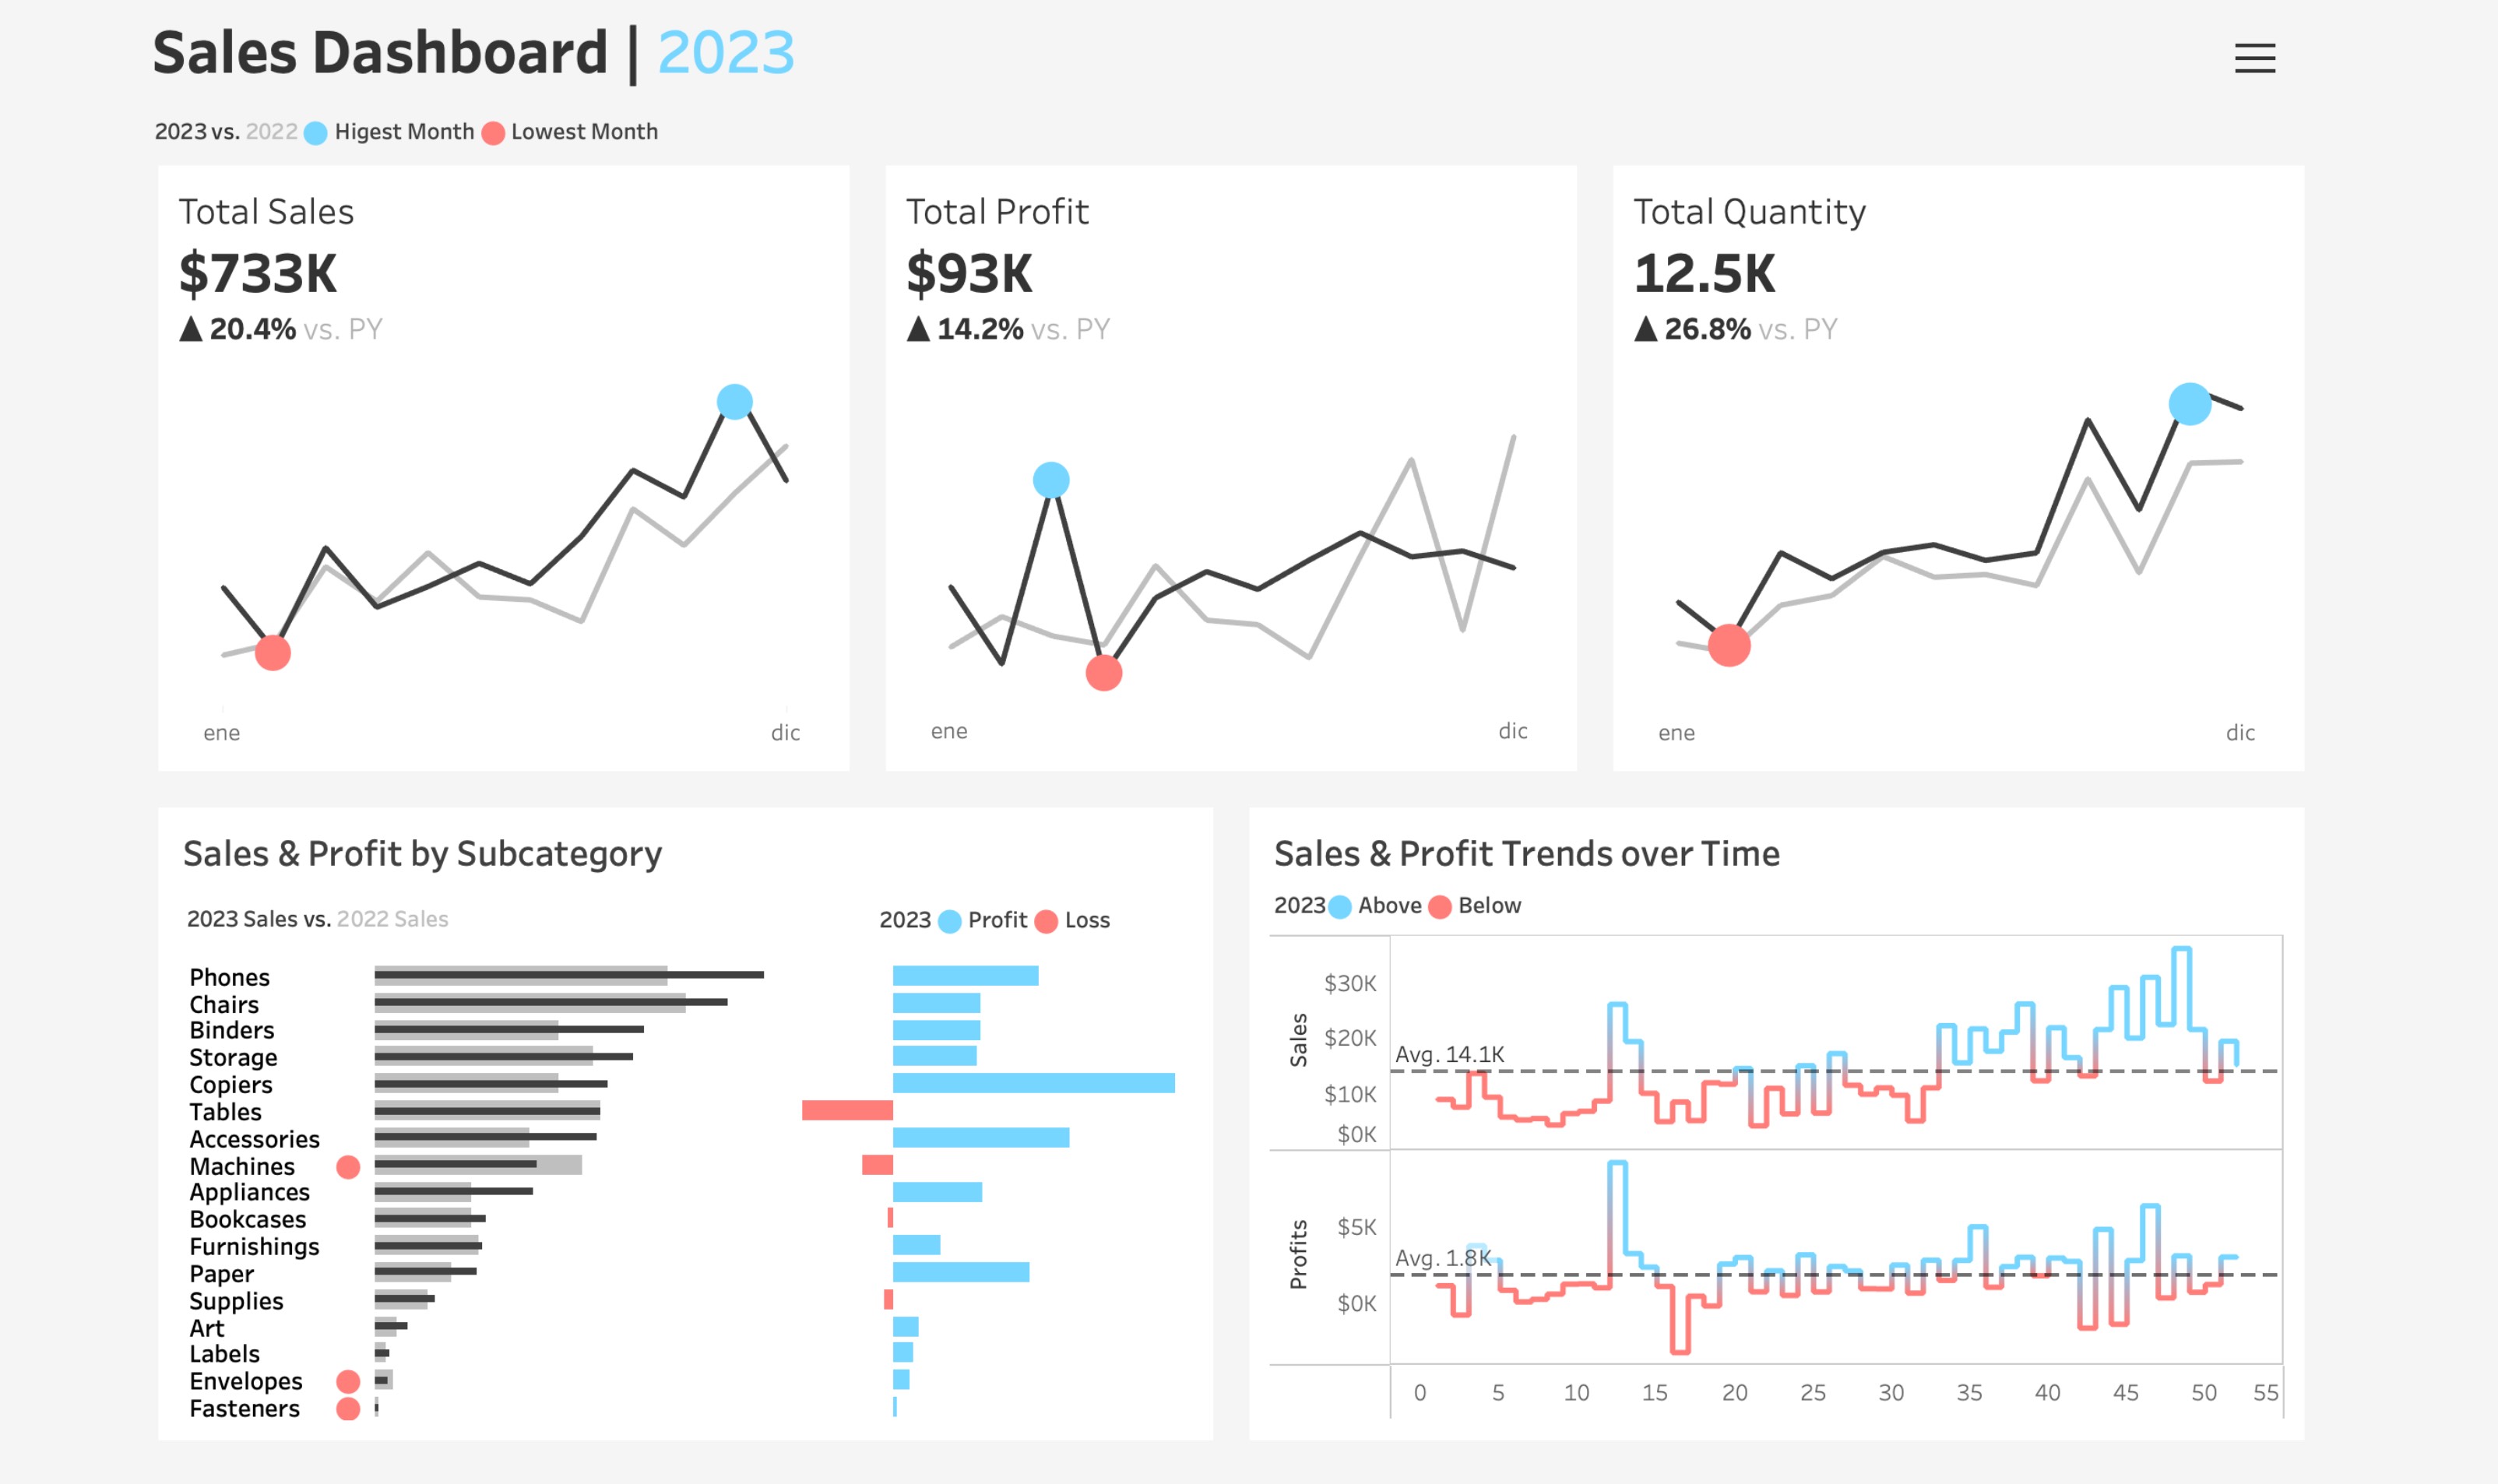 Sales Dashboard | 2023
2023 vs. 2022 Higest Month Lowest Month
Total Sales
$733K
▲ 20.4% vs. PY
ene dic
Total Profit
$93K
▲ 14.2% vs. PY
ene dic
Total Quantity
12.5K
▲ 26.8% vs. PY
ene dic
Sales & Profit by Subcategory
2023 Sales vs. 2022 Sales
2023 Profit Loss
Phones
Chairs
Binders
Storage
Copiers
Tables
Accessories
Machines
Appliances
Bookcases
Furnishings
Paper
Supplies
Art
Labels
Envelopes
Fasteners
Sales & Profit Trends over Time
2023 Above Below
Sales
$30K
$20K
Avg. 14.1K
$10K
$0K
Profits
$5K
Avg. 1.8K
$0K
0 5 10 15 20 25 30 35 40 45 50 55